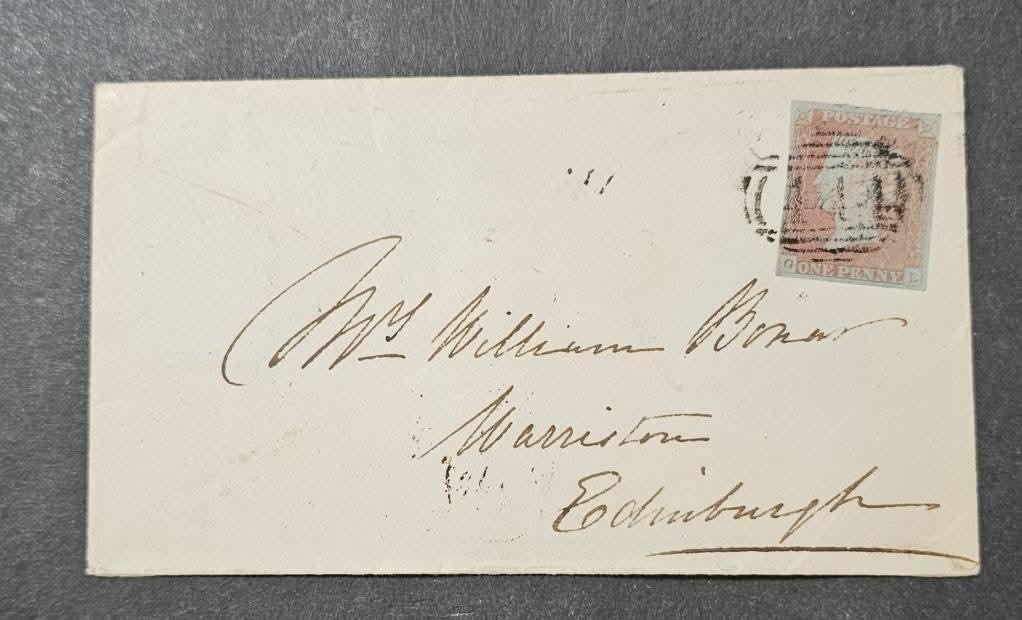 POSTAGE
ONE PENNY
Mrs William Bonar
Warriston
Edinburgh